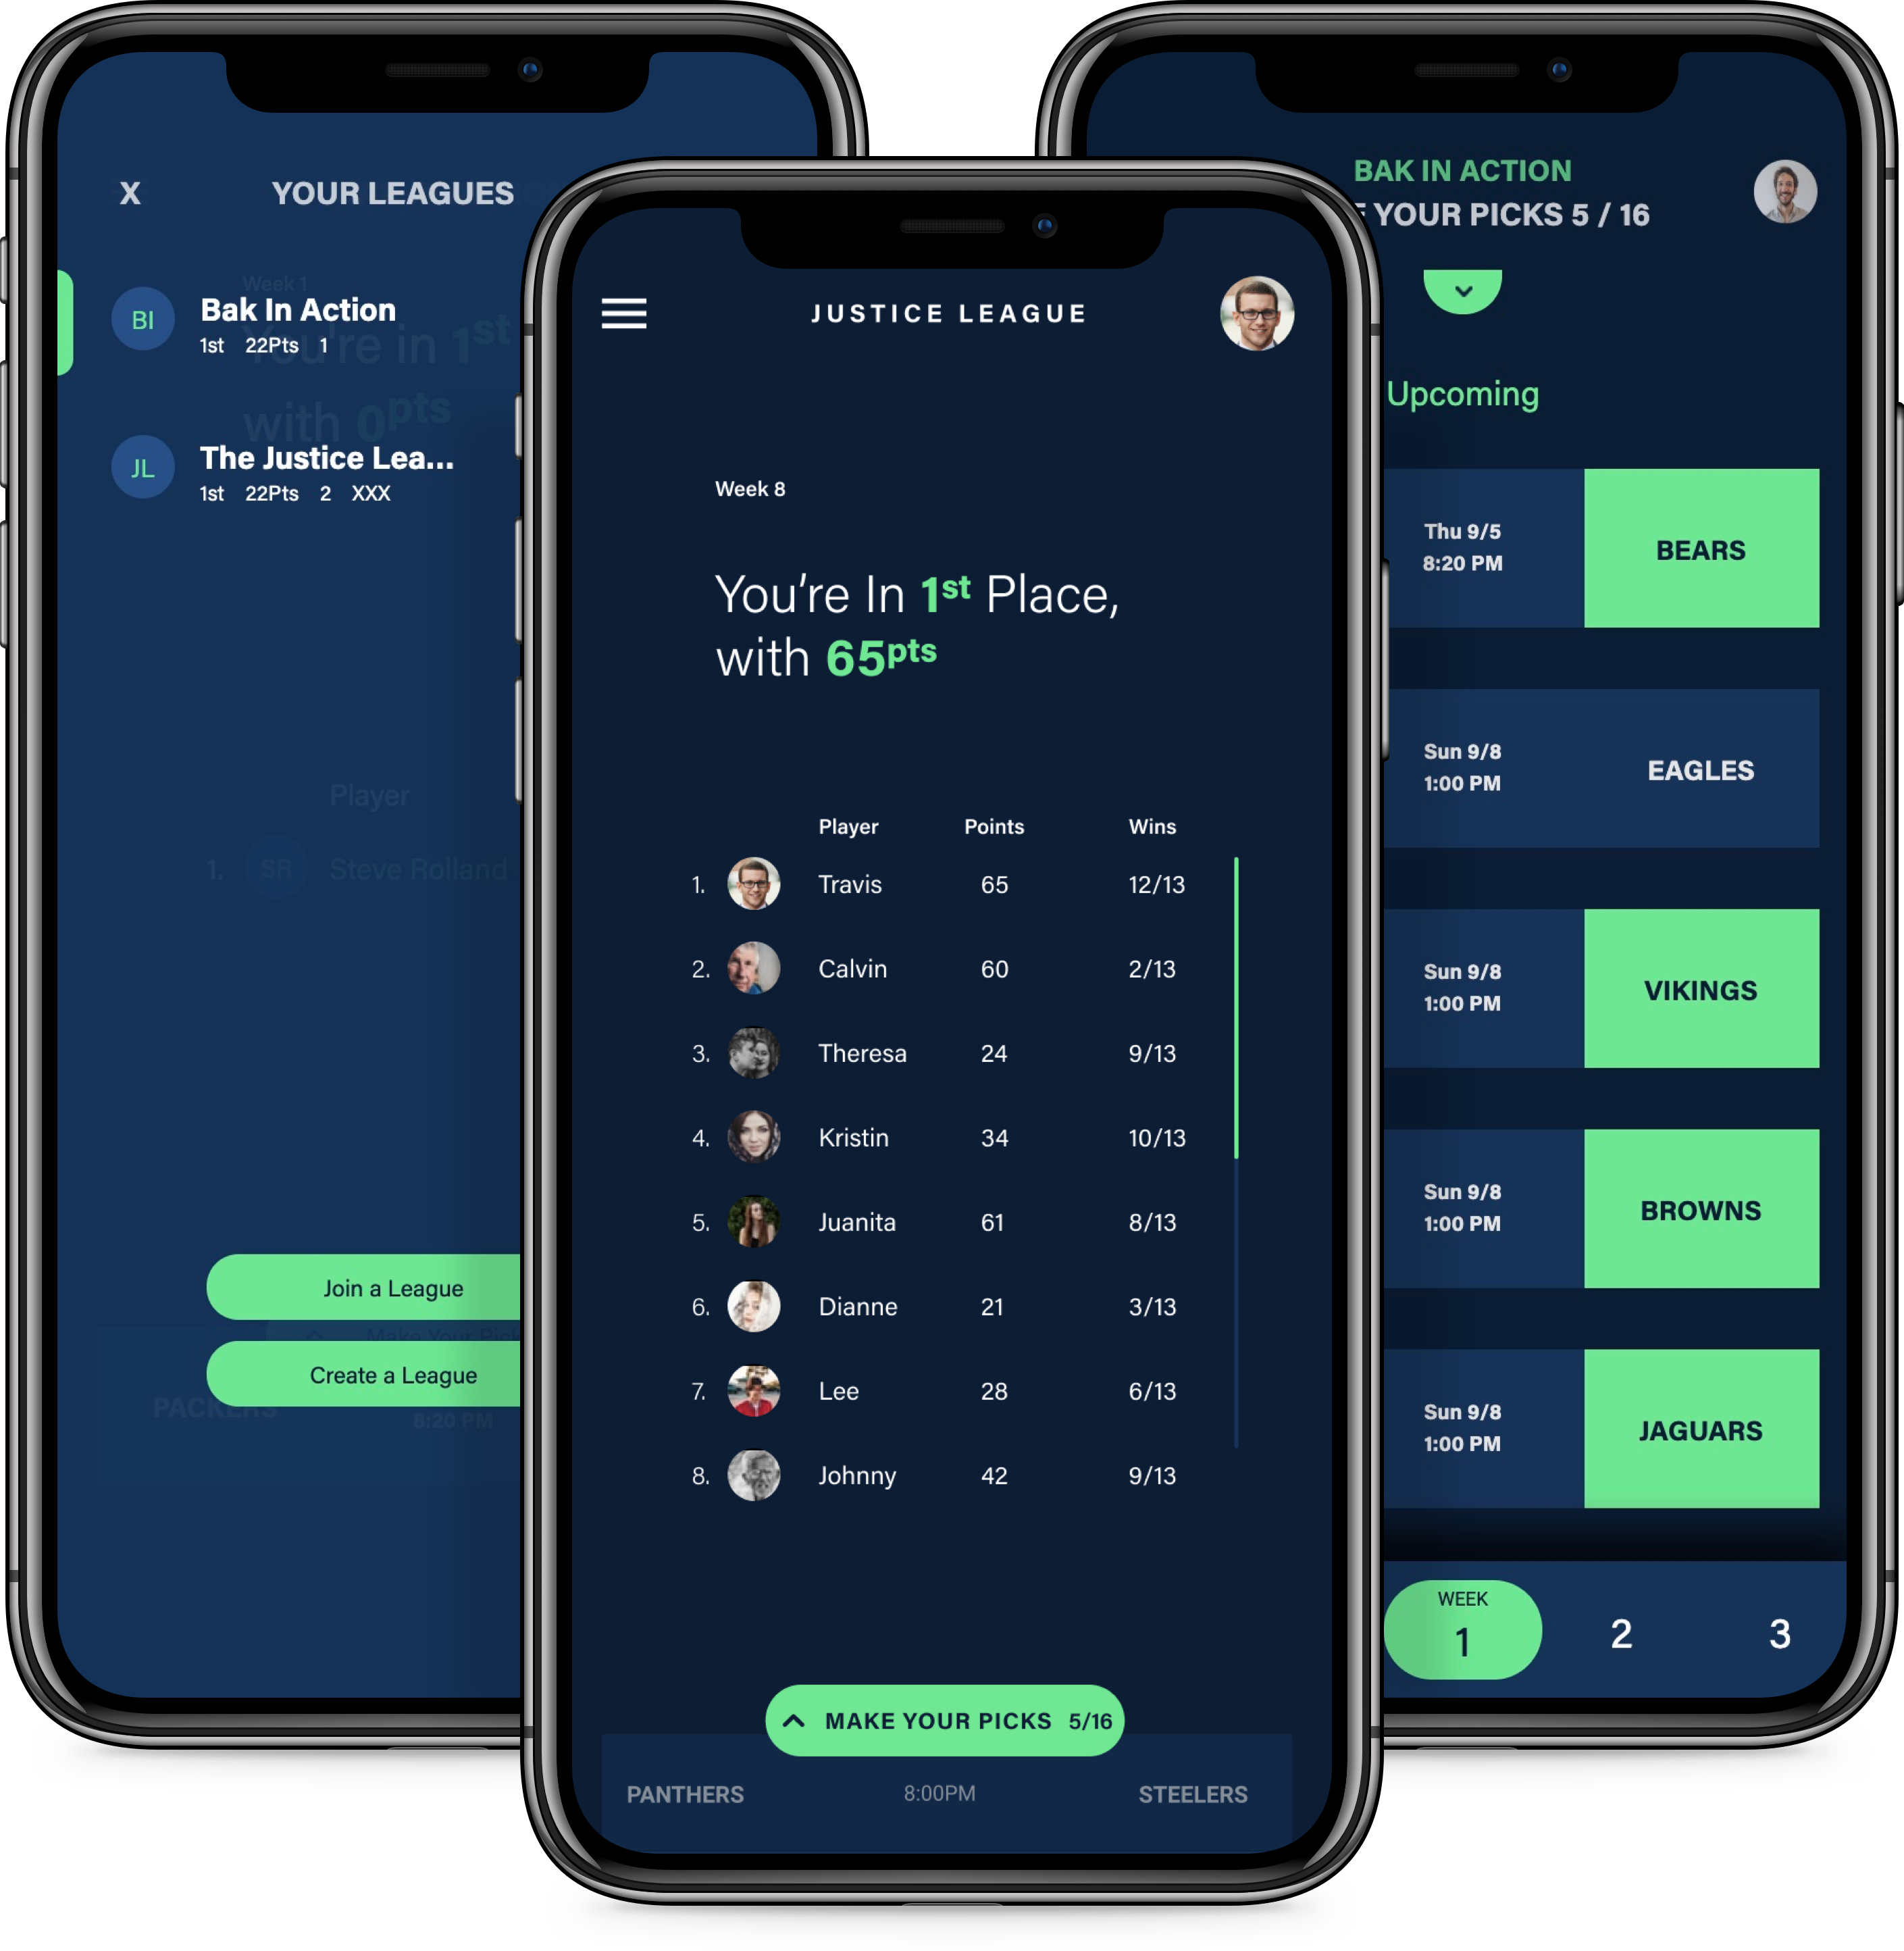 X YOUR LEAGUES
Week 1
BI Bak In Action
1st 22Pts 1
You're in 1st
with 0pts
JL The Justice Lea...
1st 22Pts 2 XXX
Player
1. SR Steve Rolland
Join a League
Make Your Pick
Create a League
PACKERS
8:20 PM
JUSTICE LEAGUE
Week 8
You're In 1st Place,
with 65pts
Player Points Wins
1. Travis 65 12/13
2. Calvin 60 2/13
3. Theresa 24 9/13
4. Kristin 34 10/13
5. Juanita 61 8/13
6. Dianne 21 3/13
7. Lee 28 6/13
8. Johnny 42 9/13
MAKE YOUR PICKS 5/16
PANTHERS 8:00PM STEELERS
BAK IN ACTION
YOUR PICKS 5 / 16
Upcoming
Thu 9/5
8:20 PM
BEARS
Sun 9/8
1:00 PM
EAGLES
Sun 9/8
1:00 PM
VIKINGS
Sun 9/8
1:00 PM
BROWNS
Sun 9/8
1:00 PM
JAGUARS
WEEK
1 2 3